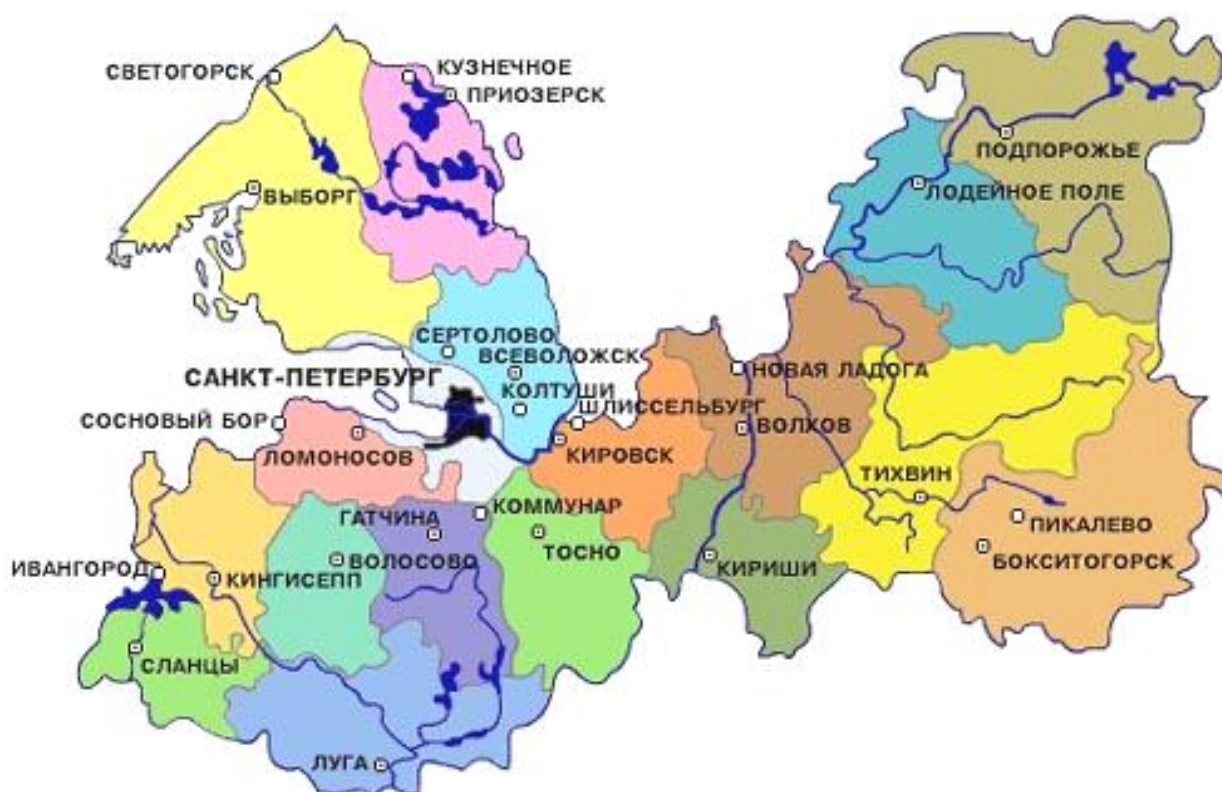 СВЕТОГОРСК
КУЗНЕЧНОЕ
ПРИОЗЕРСК
ПОДПОРОЖЬЕ
ВЫБОРГ
ЛОДЕЙНОЕ ПОЛЕ
СЕРТОЛОВО
ВСЕВОЛОЖСК
НОВАЯ ЛАДОГА
САНКТ-ПЕТЕРБУРГ
КОЛТУШИ
ШЛИССЕЛЬБУРГ
СОСНОВЫЙ БОР
ВОЛХОВ
ЛОМОНОСОВ
КИРОВСК
ТИХВИН
КОММУНАР
ГАТЧИНА
ПИКАЛЕВО
ТОСНО
ВОЛОСОВО
БОКСИТОГОРСК
ИВАНГОРОД
КИНГИСЕПП
КИРИШИ
СЛАНЦЫ
ЛУГА